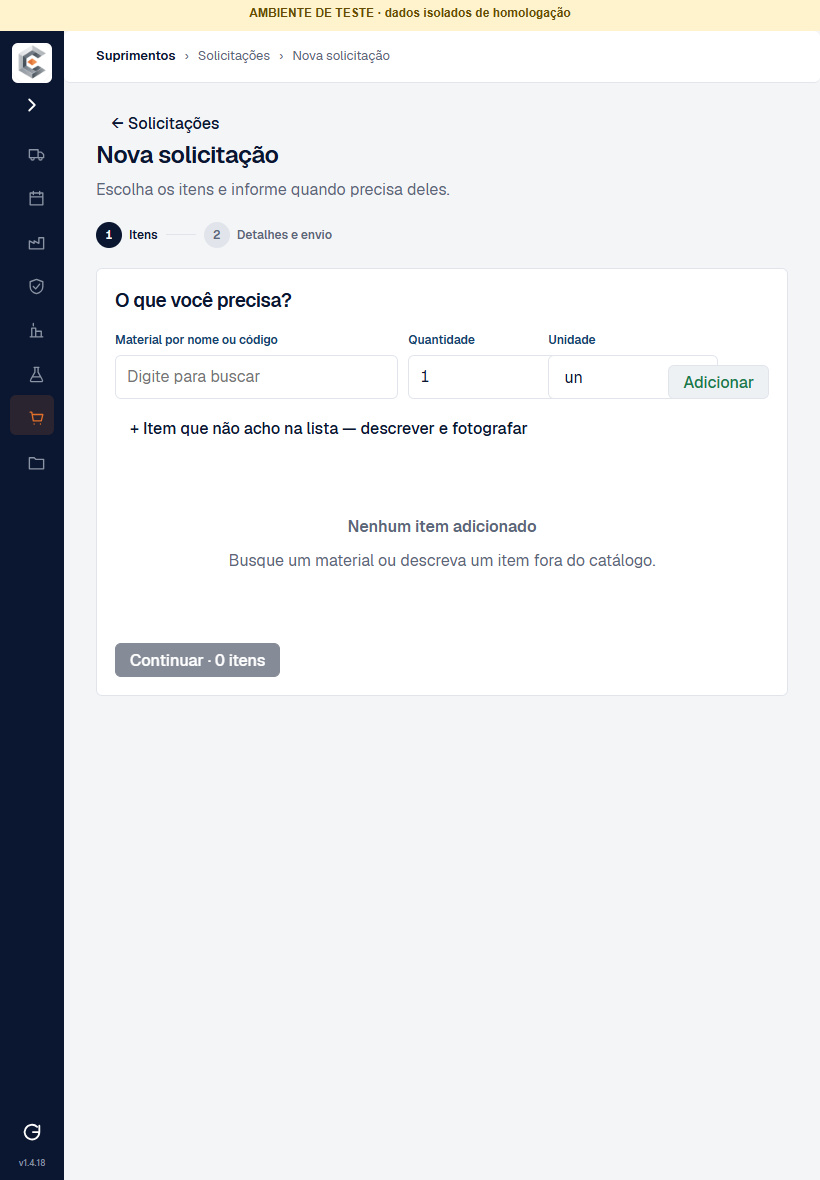 AMBIENTE DE TESTE · dados isolados de homologação
Suprimentos › Solicitações › Nova solicitação
← Solicitações
Nova solicitação
Escolha os itens e informe quando precisa deles.
1 Itens 2 Detalhes e envio
O que você precisa?
Material por nome ou código Quantidade Unidade
Digite para buscar 1 un Adicionar
+ Item que não acho na lista — descrever e fotografar
Nenhum item adicionado
Busque um material ou descreva um item fora do catálogo.
Continuar · 0 itens
v1.4.18